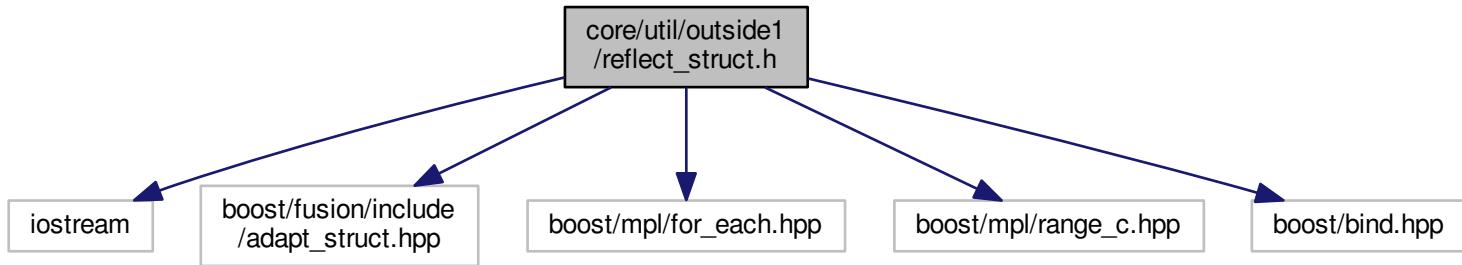 core/util/outside1
/reflect_struct.h
iostream
boost/fusion/include
/adapt_struct.hpp
boost/mpl/for_each.hpp
boost/mpl/range_c.hpp
boost/bind.hpp